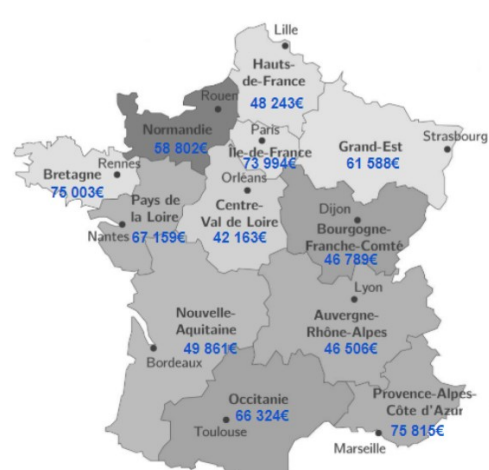 Lille
Hauts-
de-France
48 243€
Rouen
Normandie
58 802€
Paris
Île-de-France
73 994€
Grand-Est
61 588€
Strasbourg
Rennes
Bretagne
75 003€
Pays de
la Loire
Nantes 67 159€
Orléans
Centre-
Val de Loire
42 163€
Dijon
Bourgogne-
Franche-Comté
46 789€
Lyon
Auvergne-
Rhône-Alpes
46 506€
Nouvelle-
Aquitaine
49 861€
Bordeaux
Occitanie
66 324€
Toulouse
Provence-Alpes-
Côte d'Azur
75 815€
Marseille